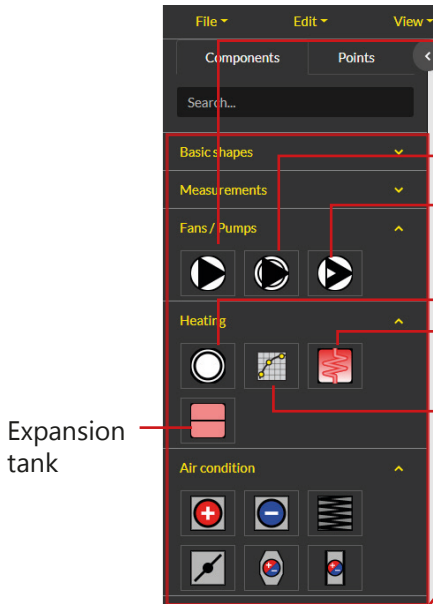 File Edit View
Components Points
Search...
Basic shapes
Measurements
Fans / Pumps
Heating
Expansion
tank
Air condition